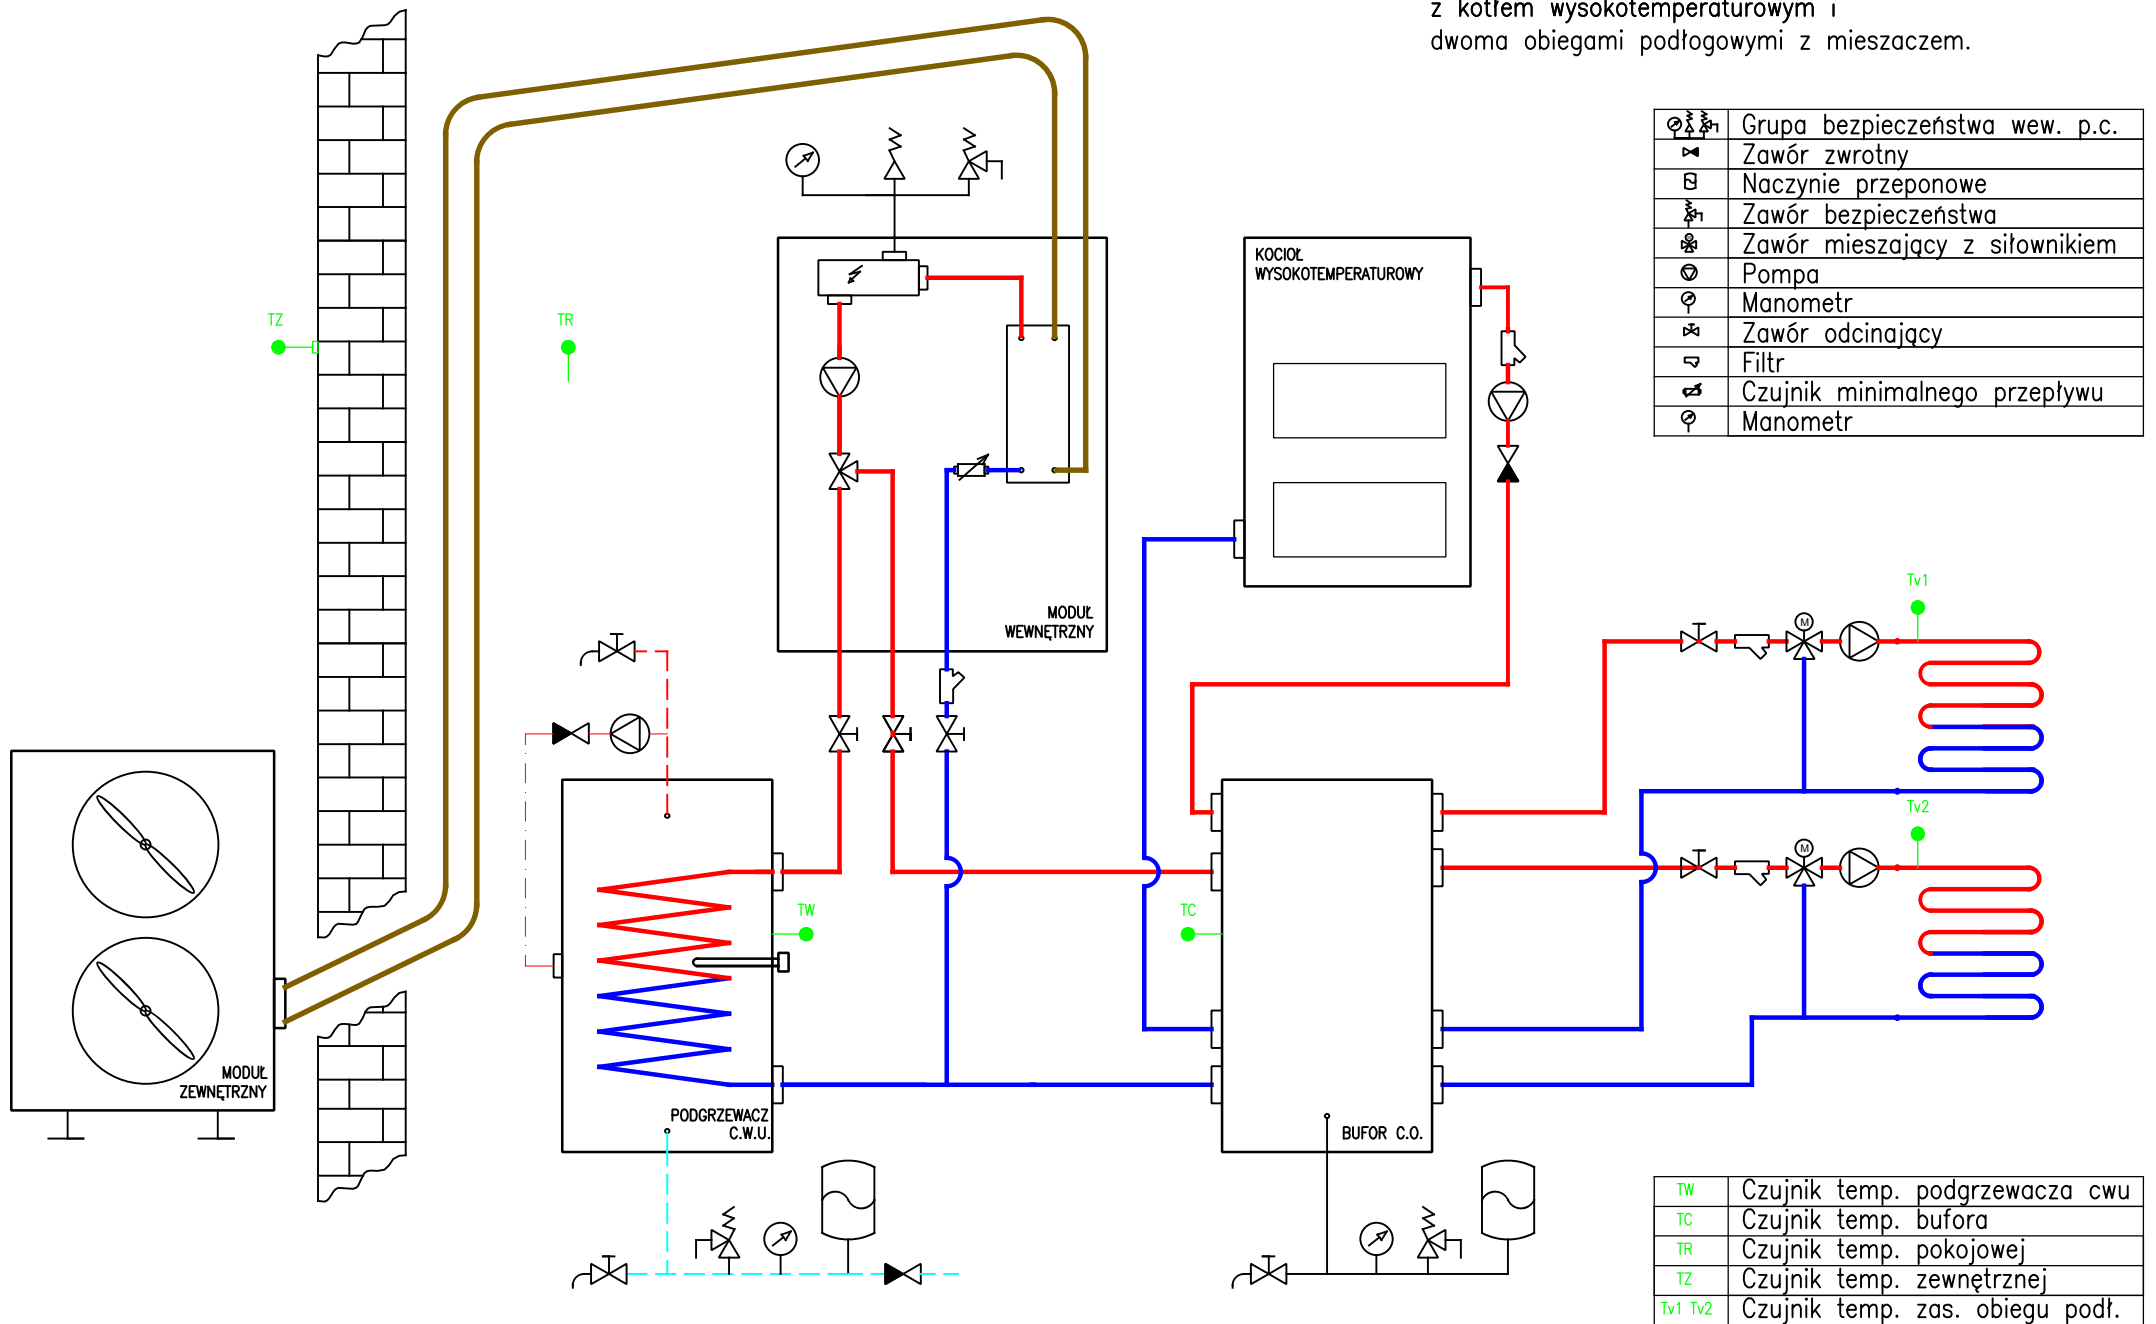 z kotłem wysokotemperaturowym i
dwoma obiegami podłogowymi z mieszaczem.
Grupa bezpieczeństwa wew. p.c.
Zawór zwrotny
Naczynie przeponowe
Zawór bezpieczeństwa
Zawór mieszający z siłownikiem
Pompa
Manometr
Zawór odcinający
Filtr
Czujnik minimalnego przepływu
Manometr
KOCIOŁ
WYSOKOTEMPERATUROWY
TZ
TR
MODUŁ
WEWNĘTRZNY
Tv1
M
Tv2
M
TW
TC
MODUŁ
ZEWNĘTRZNY
PODGRZEWACZ
C.W.U.
BUFOR C.O.
TW Czujnik temp. podgrzewacza cwu
TC Czujnik temp. bufora
TR Czujnik temp. pokojowej
TZ Czujnik temp. zewnętrznej
Tv1 Tv2 Czujnik temp. zas. obiegu podł.